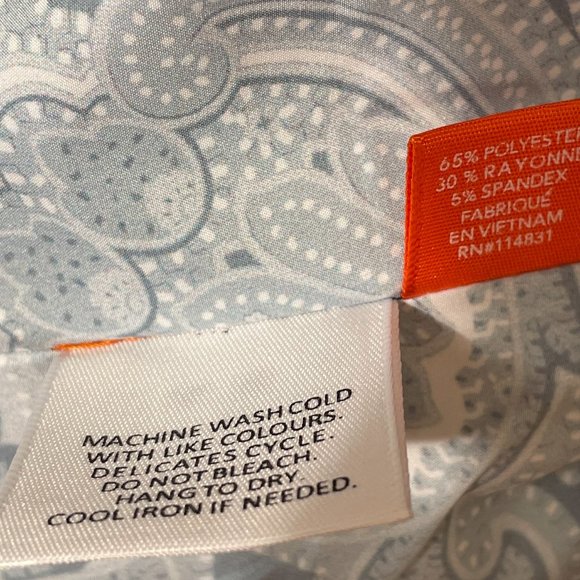 65% POLYESTER
30 % RAYONNE
5% SPANDEX
FABRIQUÉ
EN VIETNAM
RN#114831
MACHINE WASH COLD
WITH LIKE COLOURS.
DELICATES CYCLE.
DO NOT BLEACH.
HANG TO DRY.
COOL IRON IF NEEDED.